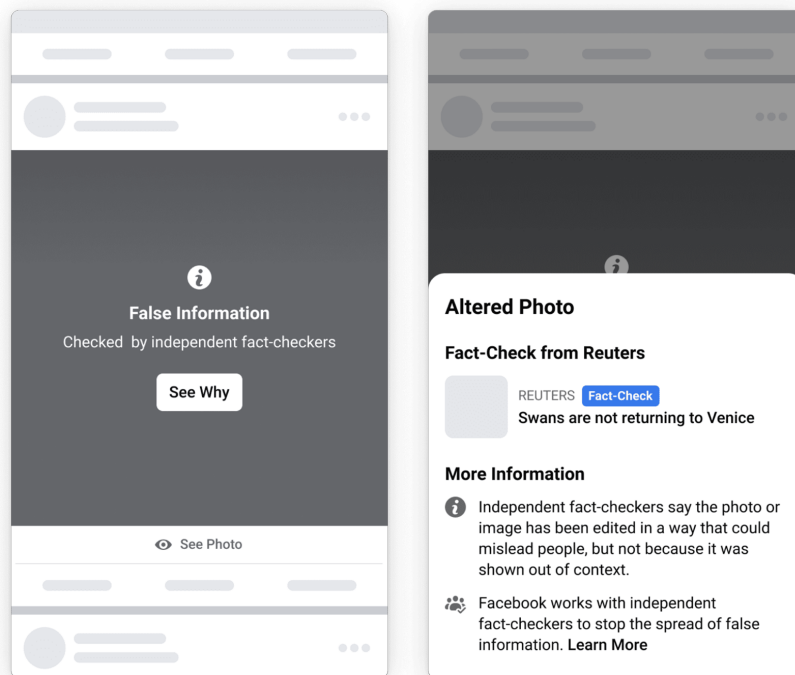 False Information
Checked by independent fact-checkers
See Why
See Photo
Altered Photo
Fact-Check from Reuters
REUTERS Fact-Check
Swans are not returning to Venice
More Information
Independent fact-checkers say the photo or
image has been edited in a way that could
mislead people, but not because it was
shown out of context.
Facebook works with independent
fact-checkers to stop the spread of false
information. Learn More